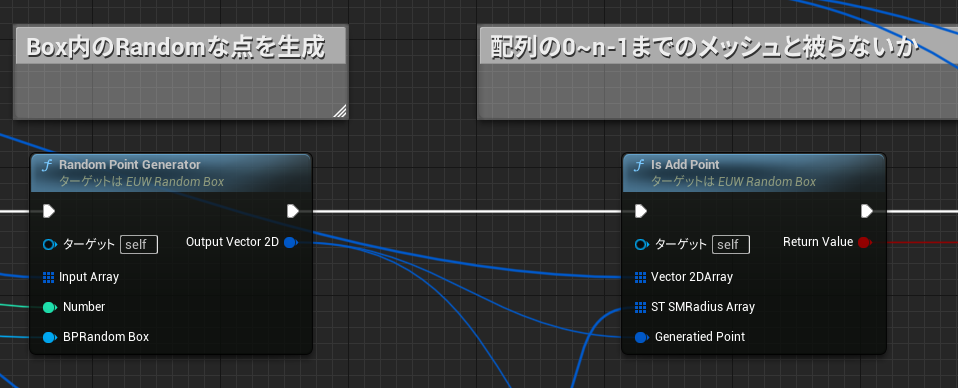 Box内のRandomな点を生成
配列の0~n-1までのメッシュと被らないか
Random Point Generator
ターゲットは EUW Random Box
ターゲット self
Output Vector 2D
Input Array
Number
BPRandom Box
Is Add Point
ターゲットは EUW Random Box
ターゲット self
Return Value
Vector 2DArray
ST SMRadius Array
Generatied Point